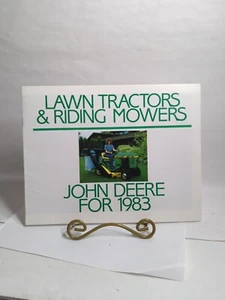 LAWN TRACTORS
& RIDING MOWERS
JOHN DEERE
FOR 1983